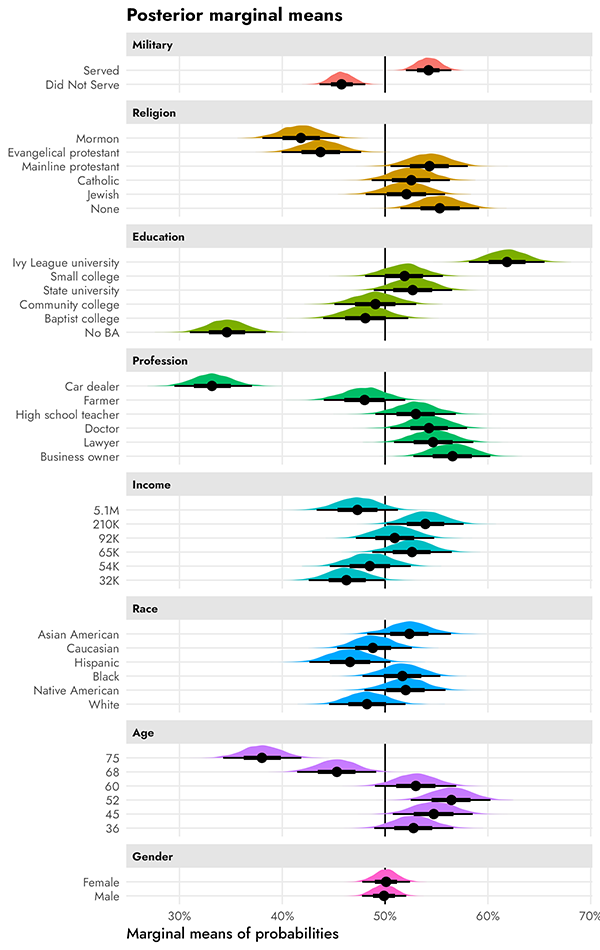 Posterior marginal means
Military
Served
Did Not Serve
Religion
Mormon
Evangelical protestant
Mainline protestant
Catholic
Jewish
None
Education
Ivy League university
Small college
State university
Community college
Baptist college
No BA
Profession
Car dealer
Farmer
High school teacher
Doctor
Lawyer
Business owner
Income
5.1M
210K
92K
65K
54K
32K
Race
Asian American
Caucasian
Hispanic
Black
Native American
White
Age
75
68
60
52
45
36
Gender
Female
Male
30% 40% 50% 60% 70%
Marginal means of probabilities